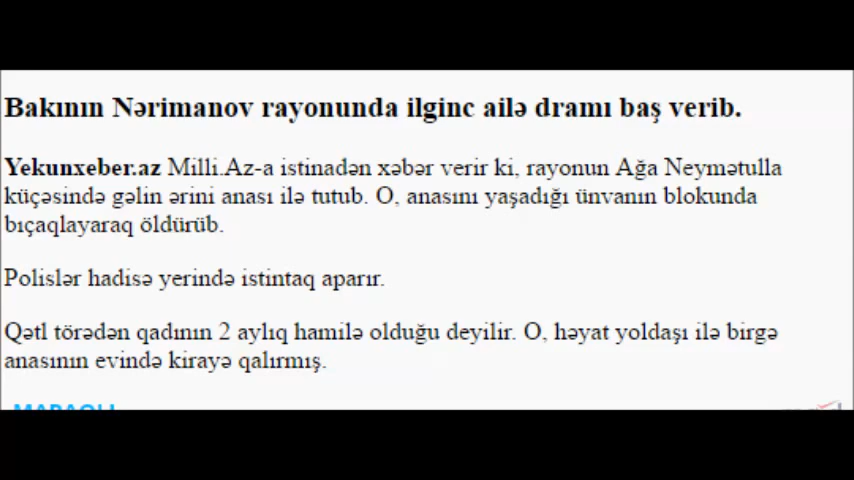 Bakının Nərimanov rayonunda ilginc ailə dramı baş verib.
Yekunxeber.az Milli.Az-a istinadən xəbər verir ki, rayonun Ağa Neymətulla
küçəsində gəlin ərini anası ilə tutub. O, anasını yaşadığı ünvanın blokunda
bıçaqlayaraq öldürüb.
Polislər hadisə yerində istintaq aparır.
Qətl törədən qadının 2 aylıq hamilə olduğu deyilir. O, həyat yoldaşı ilə birgə
anasının evində kirayə qalırmış.
MARAQLI